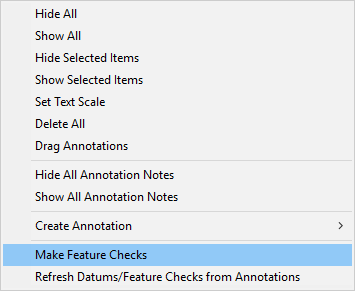 Hide All
Show All
Hide Selected Items
Show Selected Items
Set Text Scale
Delete All
Drag Annotations
Hide All Annotation Notes
Show All Annotation Notes
Create Annotation
Make Feature Checks
Refresh Datums/Feature Checks from Annotations